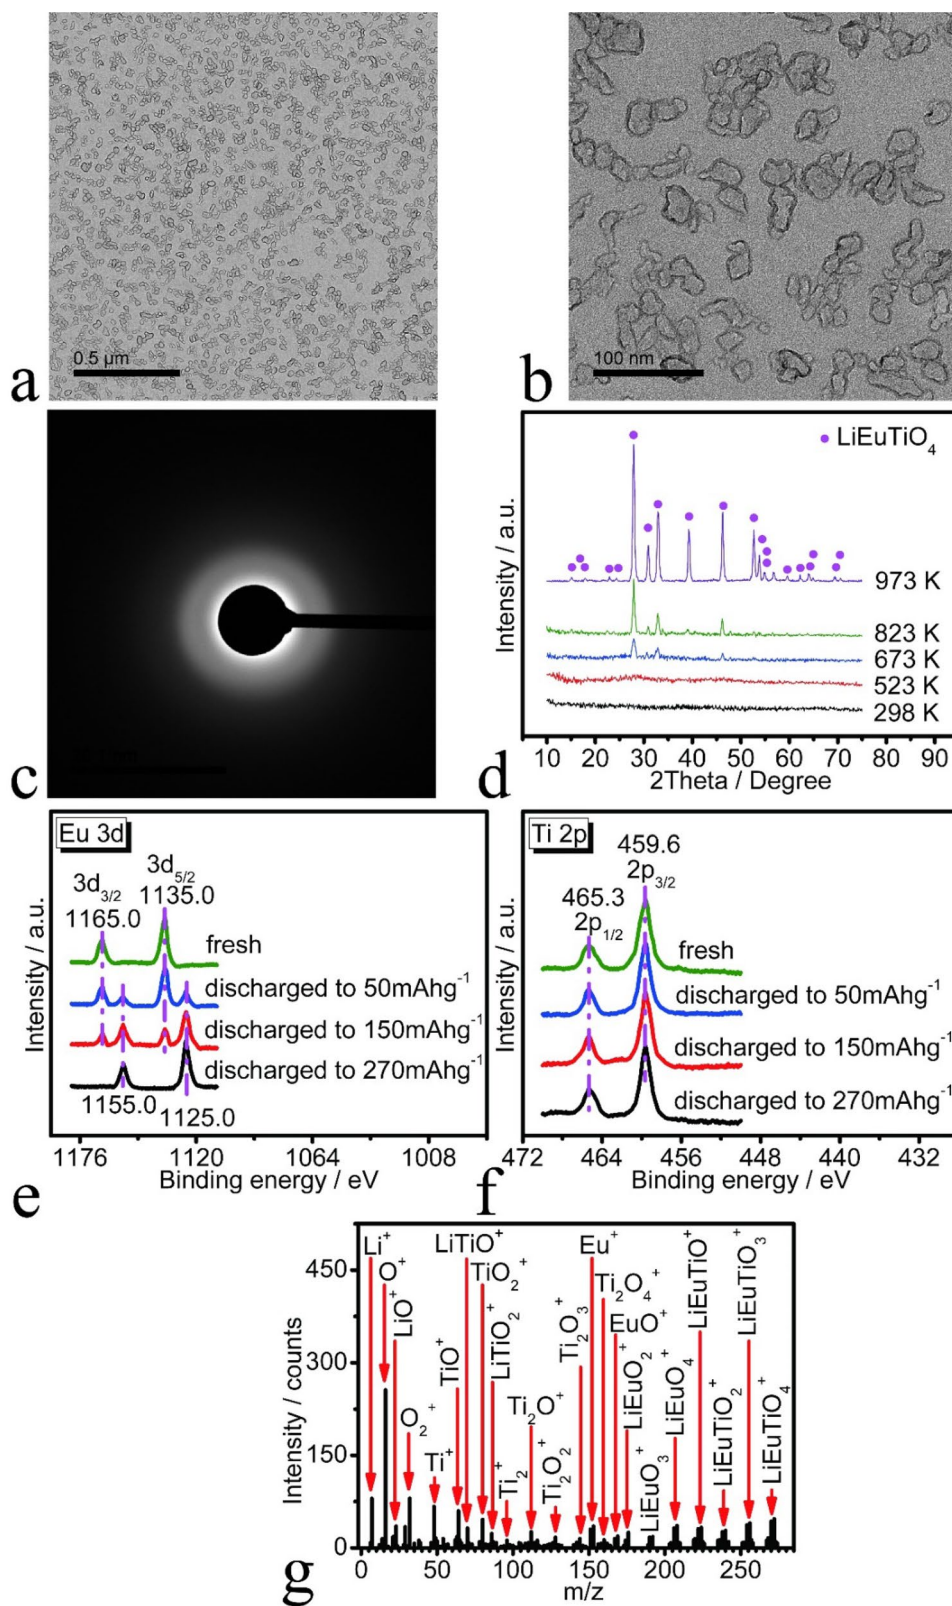 0.5 µm
a
100 nm
b
c
LiEuTiO4
973 K
823 K
673 K
523 K
298 K
Intensity / a.u.
10 20 30 40 50 60 70 80 90
2Theta / Degree
d
Eu 3d
3d5/2
3d3/2
1135.0
1165.0
fresh
discharged to 50mAhg-1
discharged to 150mAhg-1
discharged to 270mAhg-1
1155.0
1125.0
Intensity / a.u.
1176 1120 1064 1008
Binding energy / eV
e
Ti 2p
459.6
465.3
2p3/2
2p1/2
fresh
discharged to 50mAhg-1
discharged to 150mAhg-1
discharged to 270mAhg-1
Intensity / a.u.
472 464 456 448 440 432
Binding energy / eV
f
Li+
O+
LiO+
O2+
Ti+
TiO+
LiTiO+
TiO2+
LiTiO2+
Ti2+
Ti2O+
Ti2O2+
Ti2O3+
Eu+
Ti2O4+
EuO+
LiEuO2+
LiEuO3+
LiEuO4+
LiEuTiO+
LiEuTiO2+
LiEuTiO3+
LiEuTiO4+
450
300
150
0
Intensity / counts
0 50 100 150 200 250
m/z
g